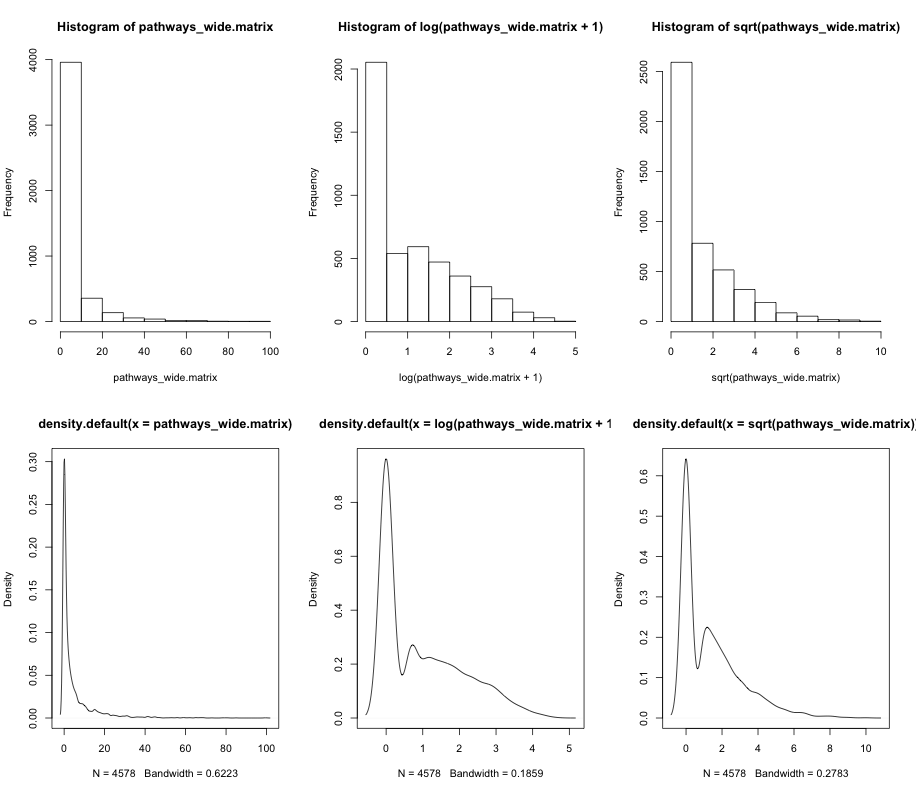 Histogram of pathways_wide.matrix
Frequency
0 1000 2000 3000 4000
0 20 40 60 80 100
pathways_wide.matrix
Histogram of log(pathways_wide.matrix + 1)
Frequency
0 500 1000 1500 2000
0 1 2 3 4 5
log(pathways_wide.matrix + 1)
Histogram of sqrt(pathways_wide.matrix)
Frequency
0 500 1000 1500 2000 2500
0 2 4 6 8 10
sqrt(pathways_wide.matrix)
density.default(x = pathways_wide.matrix)
Density
0.00 0.05 0.10 0.15 0.20 0.25 0.30
0 20 40 60 80 100
N = 4578 Bandwidth = 0.6223
density.default(x = log(pathways_wide.matrix + 1
Density
0.0 0.2 0.4 0.6 0.8
0 1 2 3 4 5
N = 4578 Bandwidth = 0.1859
density.default(x = sqrt(pathways_wide.matrix))
Density
0.0 0.1 0.2 0.3 0.4 0.5 0.6
0 2 4 6 8 10
N = 4578 Bandwidth = 0.2783